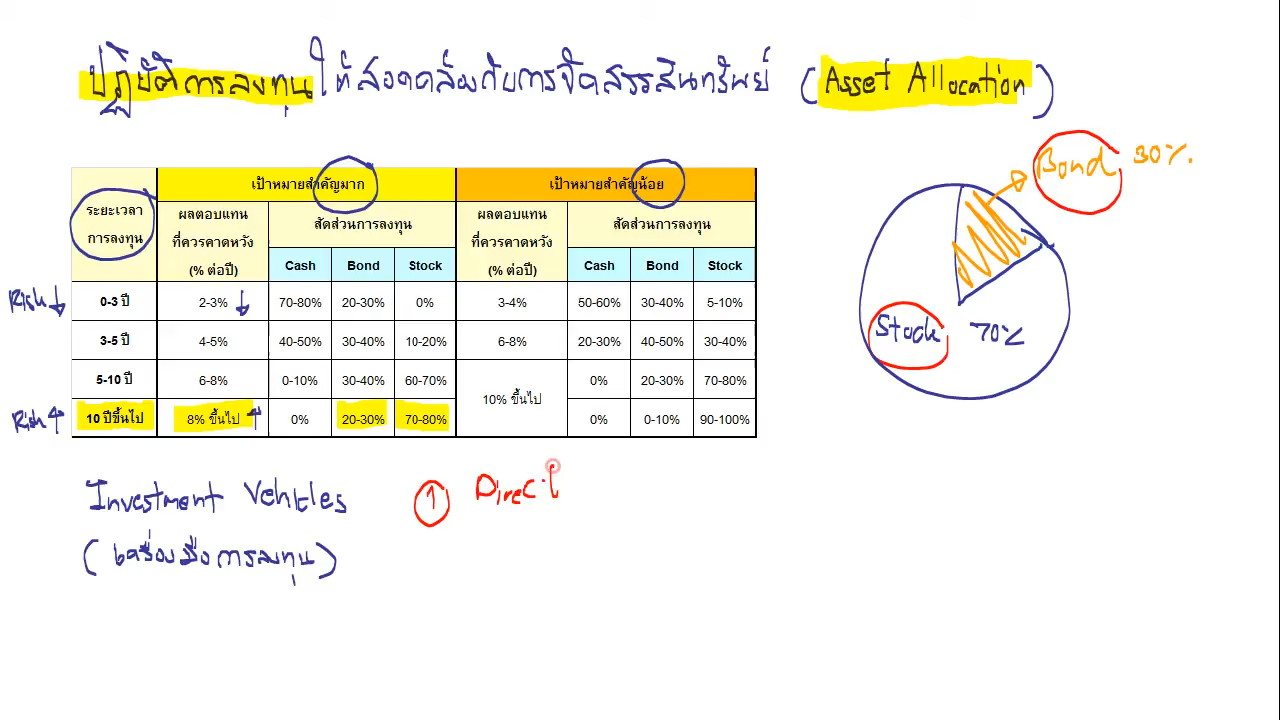 ปฏิบัติการลงทุน ให้สอดคล้องกับการจัดสรรสินทรัพย์ (Asset Allocation)
Bond 30%.
Stock 70%
ระยะเวลา
การลงทุน
เป้าหมายสำคัญมาก เป้าหมายสำคัญน้อย
ผลตอบแทน
ที่ควรคาดหวัง
(% ต่อปี)
สัดส่วนการลงทุน
ผลตอบแทน
ที่ควรคาดหวัง
(% ต่อปี)
สัดส่วนการลงทุน
Cash Bond Stock Cash Bond Stock
Risk ↓ 0-3 ปี 2-3% ↓ 70-80% 20-30% 0% 3-4% 50-60% 30-40% 5-10%
3-5 ปี 4-5% 40-50% 30-40% 10-20% 6-8% 20-30% 40-50% 30-40%
5-10 ปี 6-8% 0-10% 30-40% 60-70% 10% ขึ้นไป 0% 20-30% 70-80%
Risk ↑ 10 ปีขึ้นไป 8% ขึ้นไป ↑ 0% 20-30% 70-80% 0% 0-10% 90-100%
Investment Vehicles 1 Direct
(เครื่องมือการลงทุน)